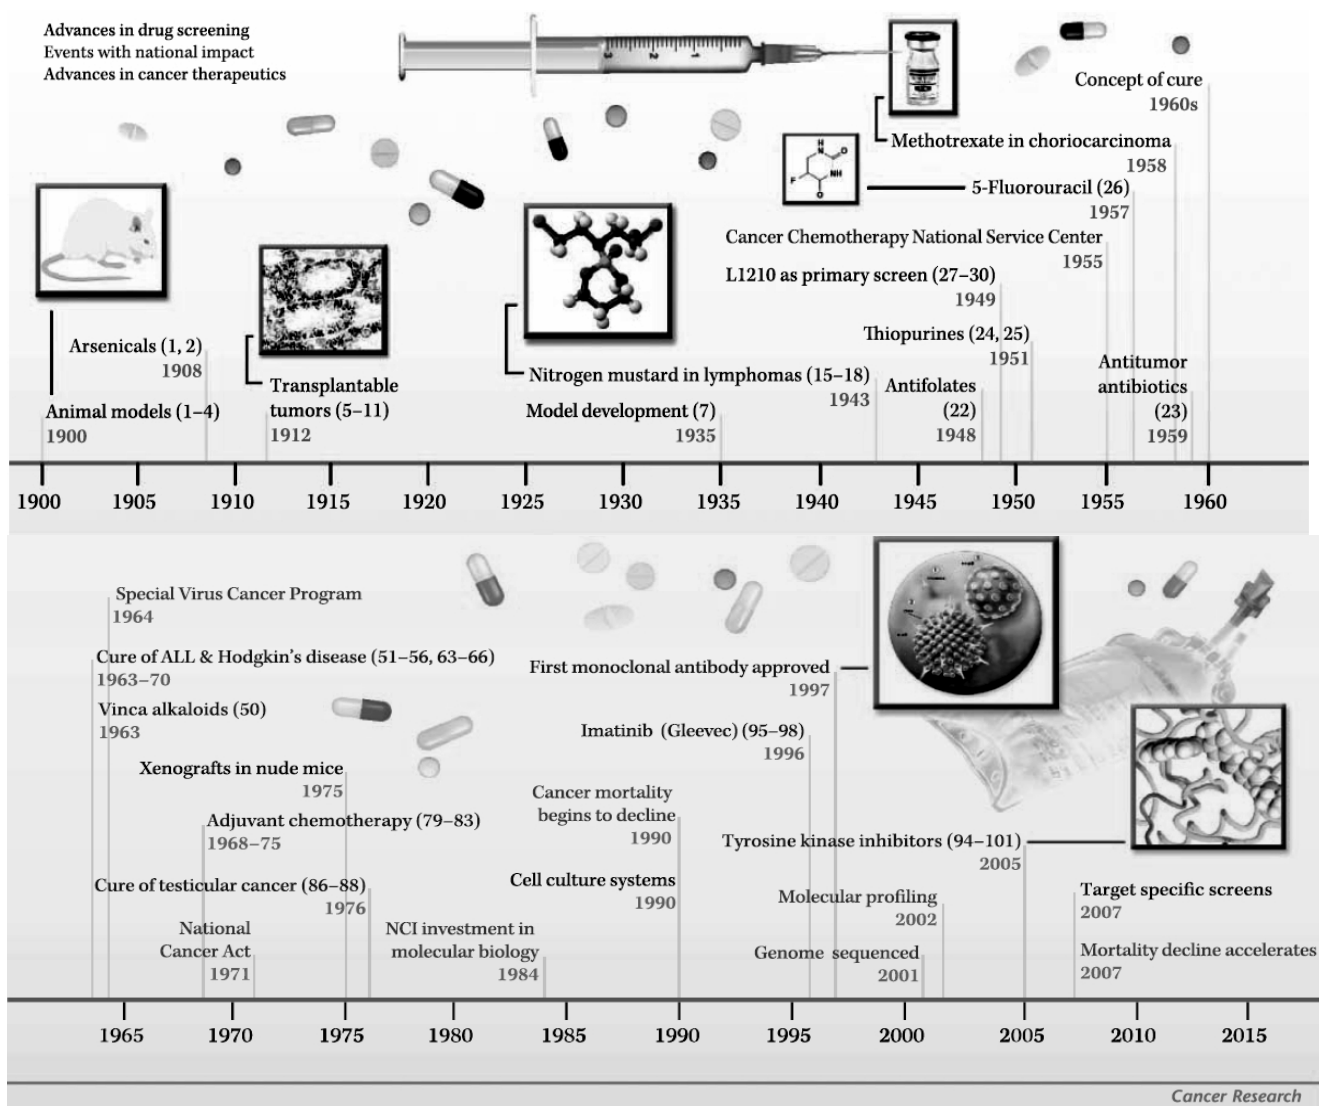 Advances in drug screening
Events with national impact
Advances in cancer therapeutics
3 2 1
Concept of cure
1960s
Methotrexate in choriocarcinoma
1958
H
N
O
NH
F
O
5-Fluorouracil (26)
1957
Cancer Chemotherapy National Service Center
1955
L1210 as primary screen (27–30)
1949
Thiopurines (24, 25)
1951
Arsenicals (1, 2)
1908
Antitumor
antibiotics
(23)
1959
Nitrogen mustard in lymphomas (15–18)
1943
Antifolates
(22)
1948
Transplantable
tumors (5–11)
1912
Animal models (1–4)
1900
Model development (7)
1935
1900 1905 1910 1915 1920 1925 1930 1935 1940 1945 1950 1955 1960
Special Virus Cancer Program
1964
Cure of ALL & Hodgkin's disease (51–56, 63–66)
1963–70
First monoclonal antibody approved
1997
Vinca alkaloids (50)
1963
Imatinib (Gleevec) (95–98)
1996
Xenografts in nude mice
1975
Cancer mortality
begins to decline
1990
Adjuvant chemotherapy (79–83)
1968–75
Tyrosine kinase inhibitors (94–101)
2005
Cure of testicular cancer (86–88)
1976
Cell culture systems
1990
Molecular profiling
2002
Target specific screens
2007
National
Cancer Act
1971
NCI investment in
molecular biology
1984
Genome sequenced
2001
Mortality decline accelerates
2007
1965 1970 1975 1980 1985 1990 1995 2000 2005 2010 2015
Cancer Research